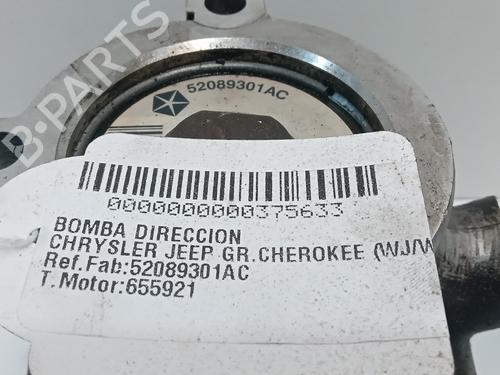 52089301AC
B-PARTS
0000000000375633
BOMBA DIRECCION
CHRYSLER JEEP GR.CHEROKEE (WJ/W
Ref.Fab:52089301AC
T.Motor:655921